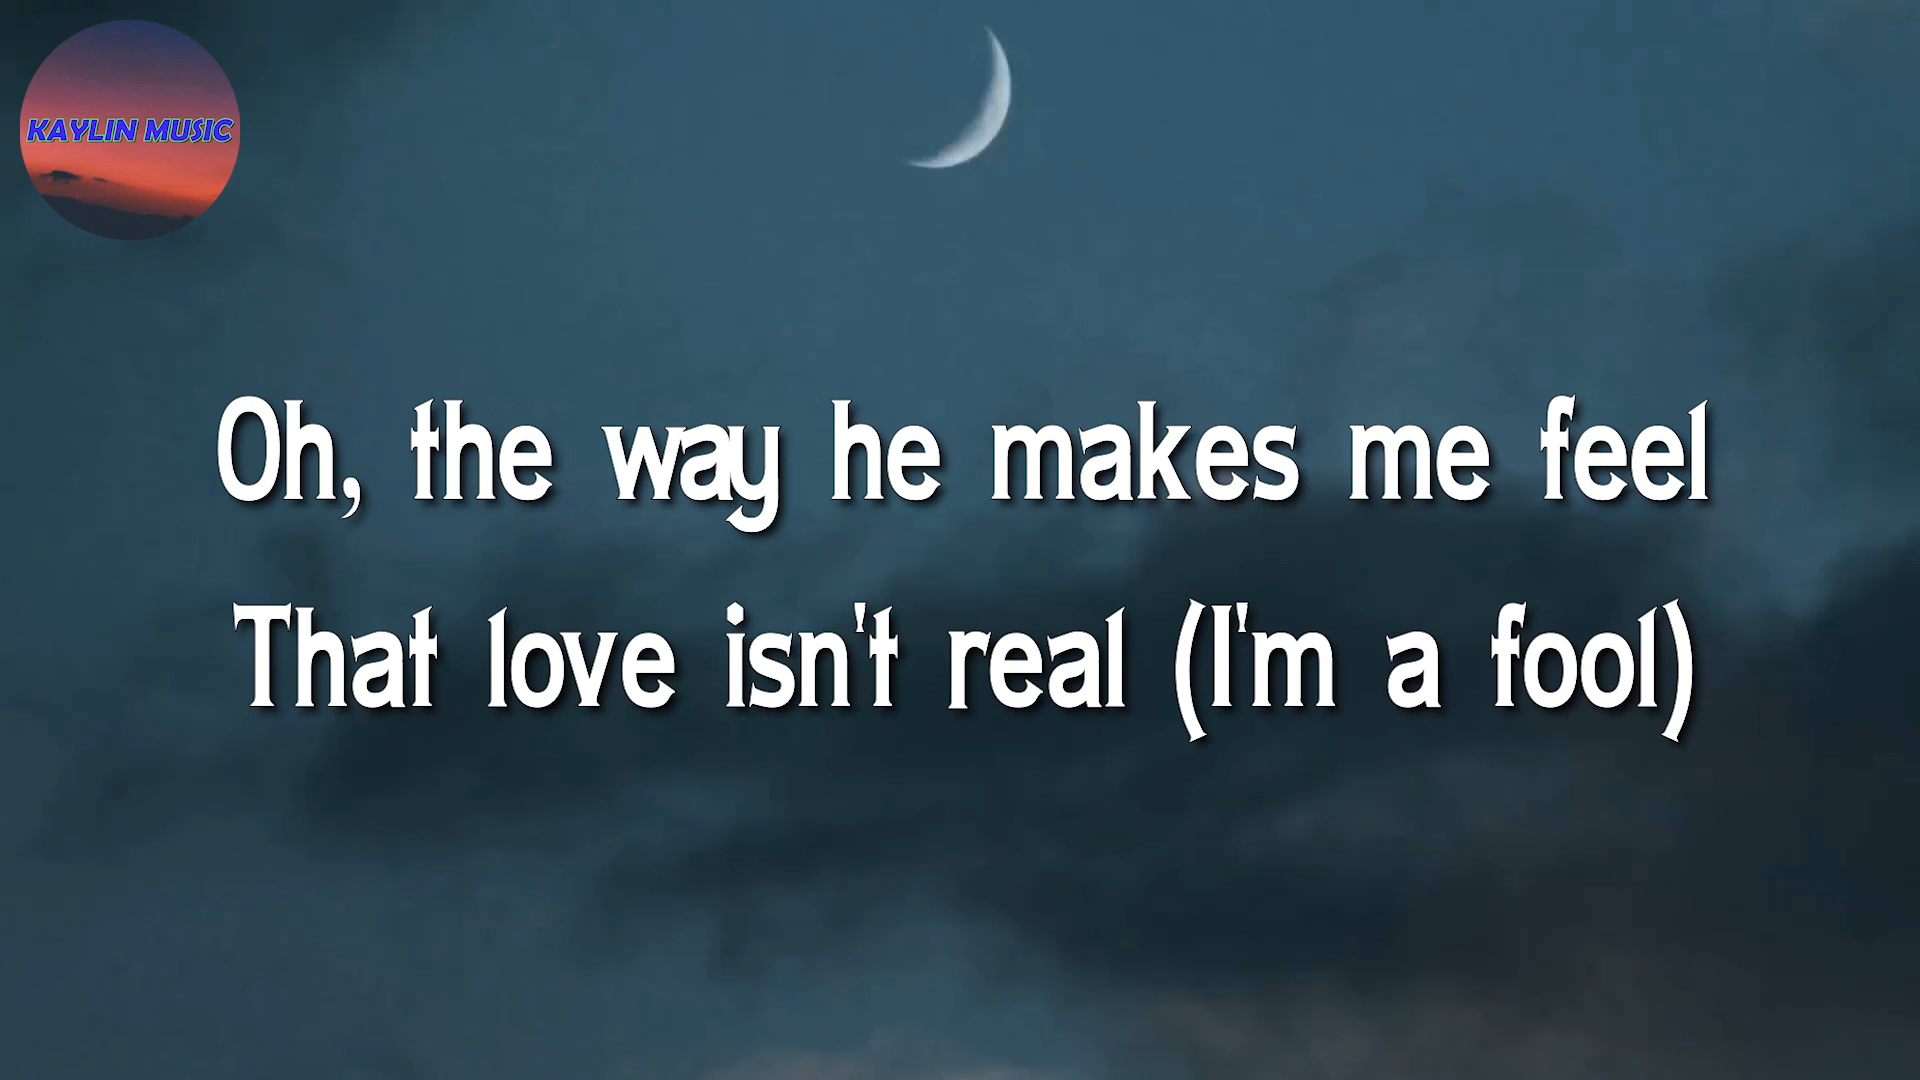 KAYLIN MUSIC
Oh, the way he makes me feel
That love isn't real (I'm a fool)